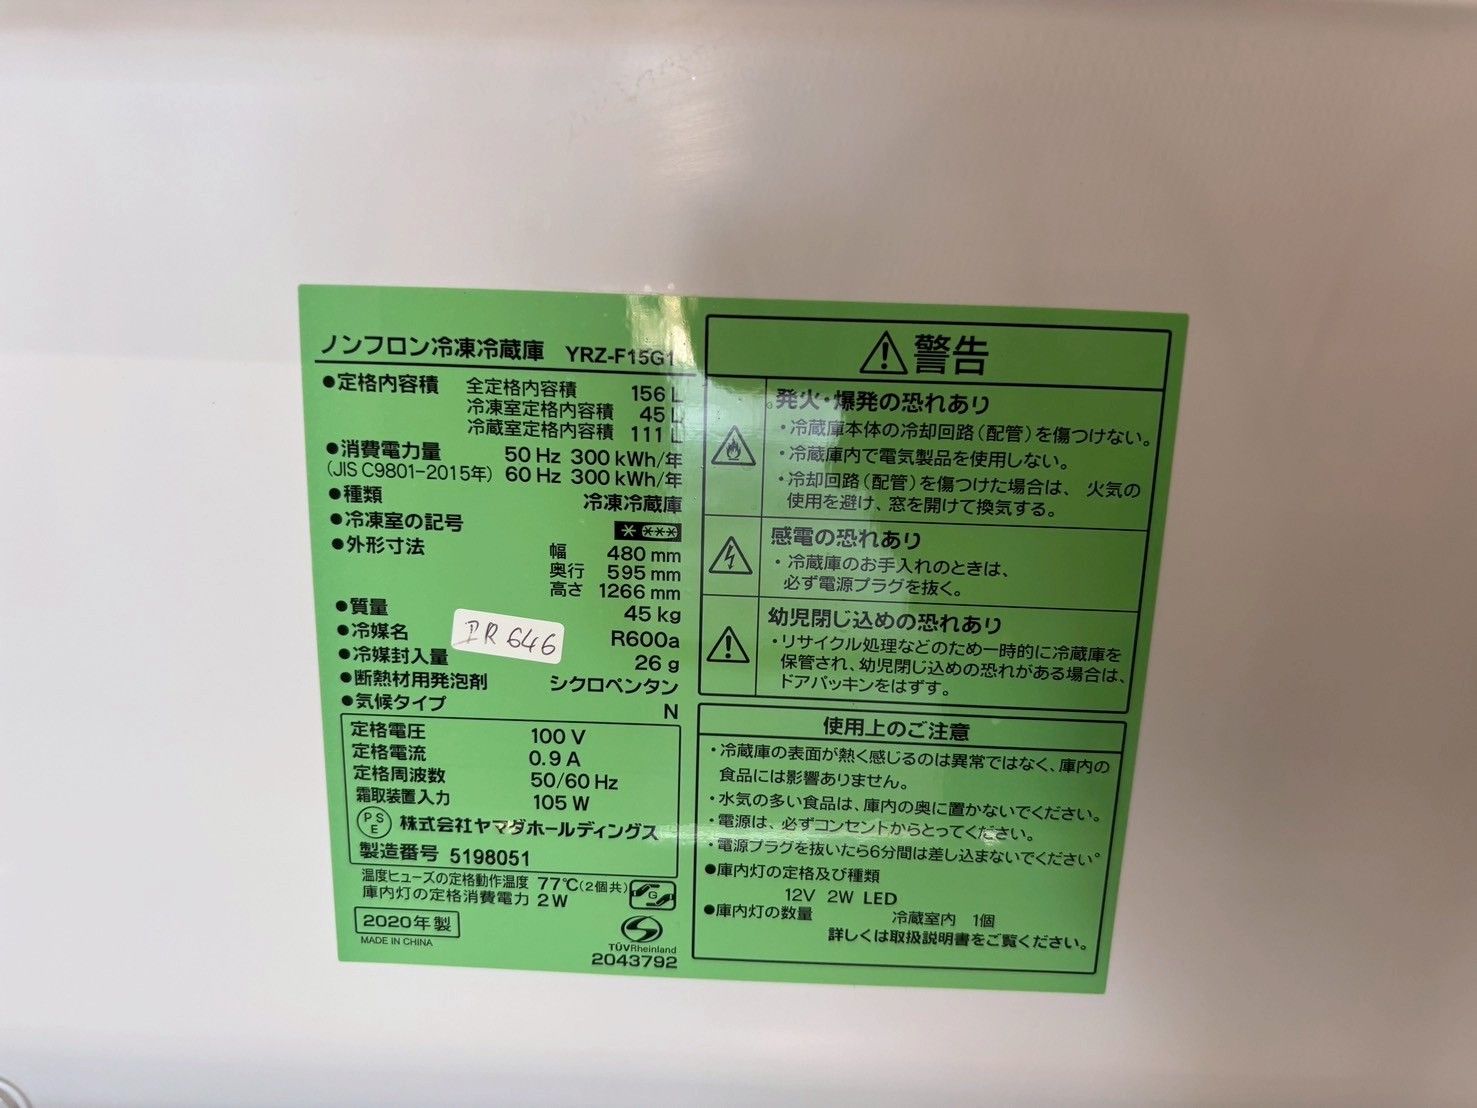 ノンフロン冷凍冷蔵庫 YRZ-F15G1
●定格内容積 全定格内容積 156 L
冷凍室定格内容積 45 L
冷蔵室定格内容積 111 L
●消費電力量 50 Hz 300 kWh/年
(JIS C9801-2015年) 60 Hz 300 kWh/年
●種類 冷凍冷蔵庫
●冷凍室の記号
●外形寸法 幅 480 mm
奥行 595 mm
高さ 1266 mm
●質量 45 kg
●冷媒名 R600a
●冷媒封入量 26 g
●断熱材用発泡剤 シクロペンタン
●気候タイプ N
IR 646
定格電圧 100 V
定格電流 0.9 A
定格周波数 50/60 Hz
霜取装置入力 105 W
PSE 株式会社ヤマダホールディングス
製造番号 5198051
温度ヒューズの定格動作温度 77℃(2個共)
庫内灯の定格消費電力 2W
G
2020年製
MADE IN CHINA
TÜVRheinland
2043792
警告
発火・爆発の恐れあり
・冷蔵庫本体の冷却回路(配管)を傷つけない。
・冷蔵庫内で電気製品を使用しない。
・冷却回路(配管)を傷つけた場合は、 火気の
使用を避け、窓を開けて換気する。
感電の恐れあり
・冷蔵庫のお手入れのときは、
必ず電源プラグを抜く。
幼児閉じ込めの恐れあり
・リサイクル処理などのため一時的に冷蔵庫を
保管され、幼児閉じ込めの恐れがある場合は、
ドアパッキンをはずす。
使用上のご注意
・冷蔵庫の表面が熱く感じるのは異常ではなく、庫内の
食品には影響ありません。
・水気の多い食品は、庫内の奥に置かないでください。
・電源は、必ずコンセントからとってください。
・電源プラグを抜いたら6分間は差し込まないでください。
●庫内灯の定格及び種類
12V 2W LED
●庫内灯の数量 冷蔵室内 1個
詳しくは取扱説明書をご覧ください。